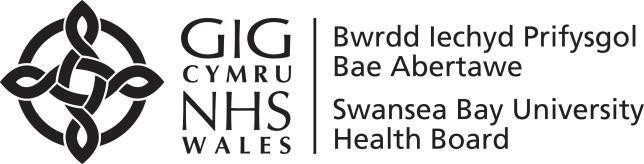 GIG
CYMRU
NHS
WALES
Bwrdd Iechyd Prifysgol
Bae Abertawe
Swansea Bay University
Health Board